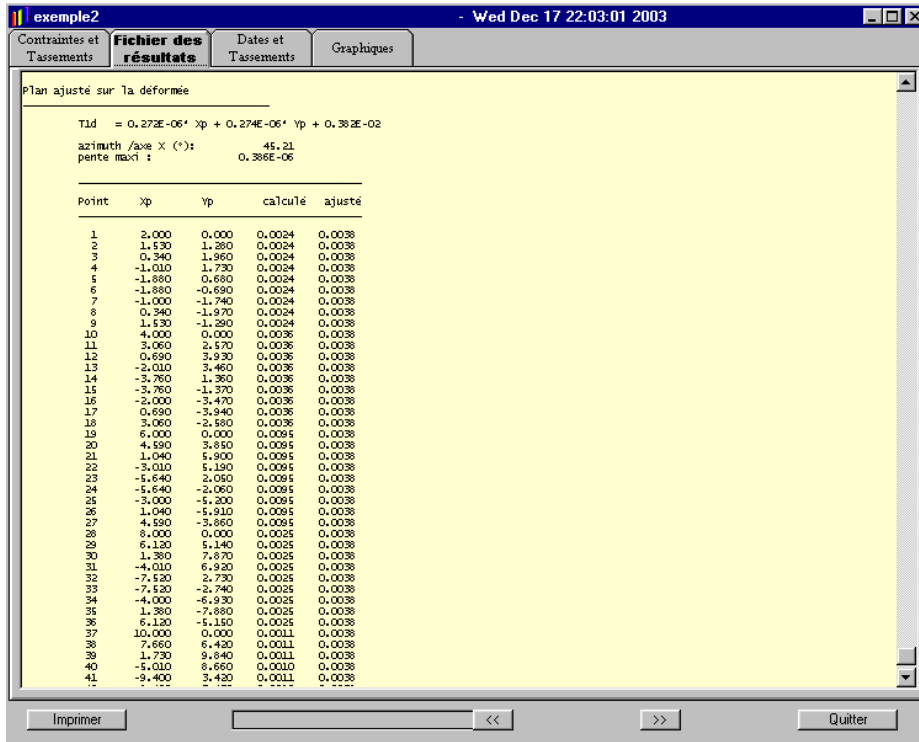 exemple2 - Wed Dec 17 22:03:01 2003
Contraintes et Tassements
Fichier des résultats
Dates et Tassements
Graphiques
Plan ajusté sur la déformée
Tld = 0.272E-06* Xp + 0.274E-06* Yp + 0.382E-02
azimuth /axe X (°): 45.21
pente maxi : 0.386E-06
Point Xp Yp calculé ajusté
1 2.000 0.000 0.0024 0.0038
2 1.530 1.280 0.0024 0.0038
3 0.340 1.960 0.0024 0.0038
4 -1.010 1.730 0.0024 0.0038
5 -1.880 0.680 0.0024 0.0038
6 -1.880 -0.690 0.0024 0.0038
7 -1.000 -1.740 0.0024 0.0038
8 0.340 -1.970 0.0024 0.0038
9 1.530 -1.290 0.0024 0.0038
10 4.000 0.000 0.0036 0.0038
11 3.060 2.570 0.0036 0.0038
12 0.690 3.930 0.0036 0.0038
13 -2.010 3.460 0.0036 0.0038
14 -3.760 1.360 0.0036 0.0038
15 -3.760 -1.370 0.0036 0.0038
16 -2.000 -3.470 0.0036 0.0038
17 0.690 -3.940 0.0036 0.0038
18 3.060 -2.580 0.0036 0.0038
19 6.000 0.000 0.0095 0.0038
20 4.590 3.850 0.0095 0.0038
21 1.040 5.900 0.0095 0.0038
22 -3.010 5.190 0.0095 0.0038
23 -5.640 2.050 0.0095 0.0038
24 -5.640 -2.060 0.0095 0.0038
25 -3.000 -5.200 0.0095 0.0038
26 1.040 -5.910 0.0095 0.0038
27 4.590 -3.860 0.0095 0.0038
28 8.000 0.000 0.0025 0.0038
29 6.120 5.140 0.0025 0.0038
30 1.380 7.870 0.0025 0.0038
31 -4.010 6.920 0.0025 0.0038
32 -7.520 2.730 0.0025 0.0038
33 -7.520 -2.740 0.0025 0.0038
34 -4.000 -6.930 0.0025 0.0038
35 1.380 -7.880 0.0025 0.0038
36 6.120 -5.150 0.0025 0.0038
37 10.000 0.000 0.0011 0.0038
38 7.660 6.420 0.0011 0.0038
39 1.730 9.840 0.0011 0.0038
40 -5.010 8.660 0.0010 0.0038
41 -9.400 3.420 0.0011 0.0038
Imprimer << >> Quitter